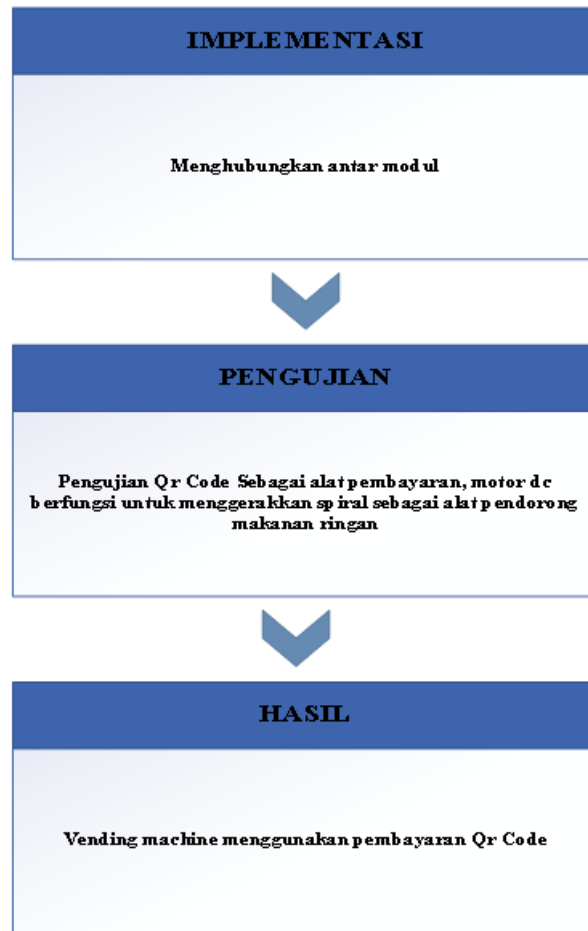 IMPLEMENTASI
Menghubungkan antar modul
PENGUJIAN
Pengujian Qr Code Sebagai alat pembayaran, motor dc
berfungsi untuk menggerakkan spiral sebagai alat pendorong
makanan ringan
HASIL
Vending machine menggunakan pembayaran Qr Code